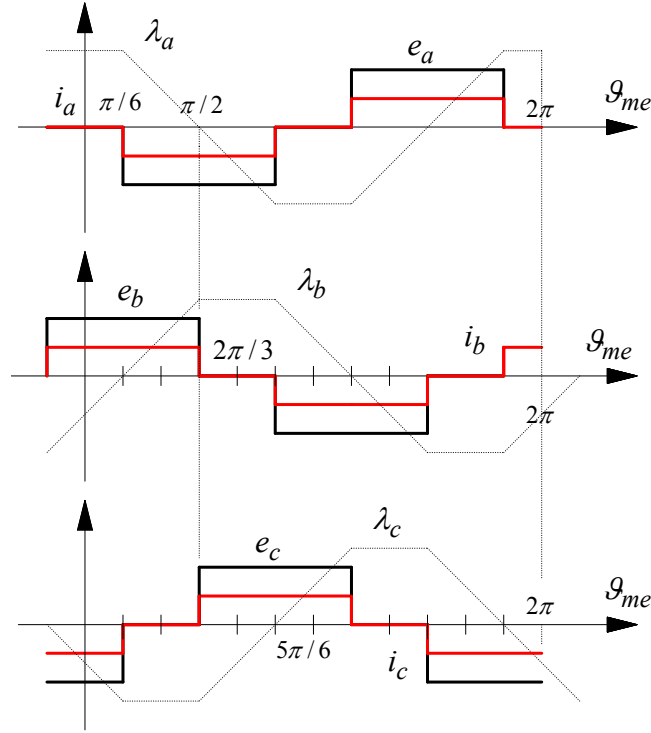 λa ea
ia π/6 π/2 2π ϑme
eb λb
2π/3 ib ϑme
2π
ec λc
2π ϑme
5π/6 ic